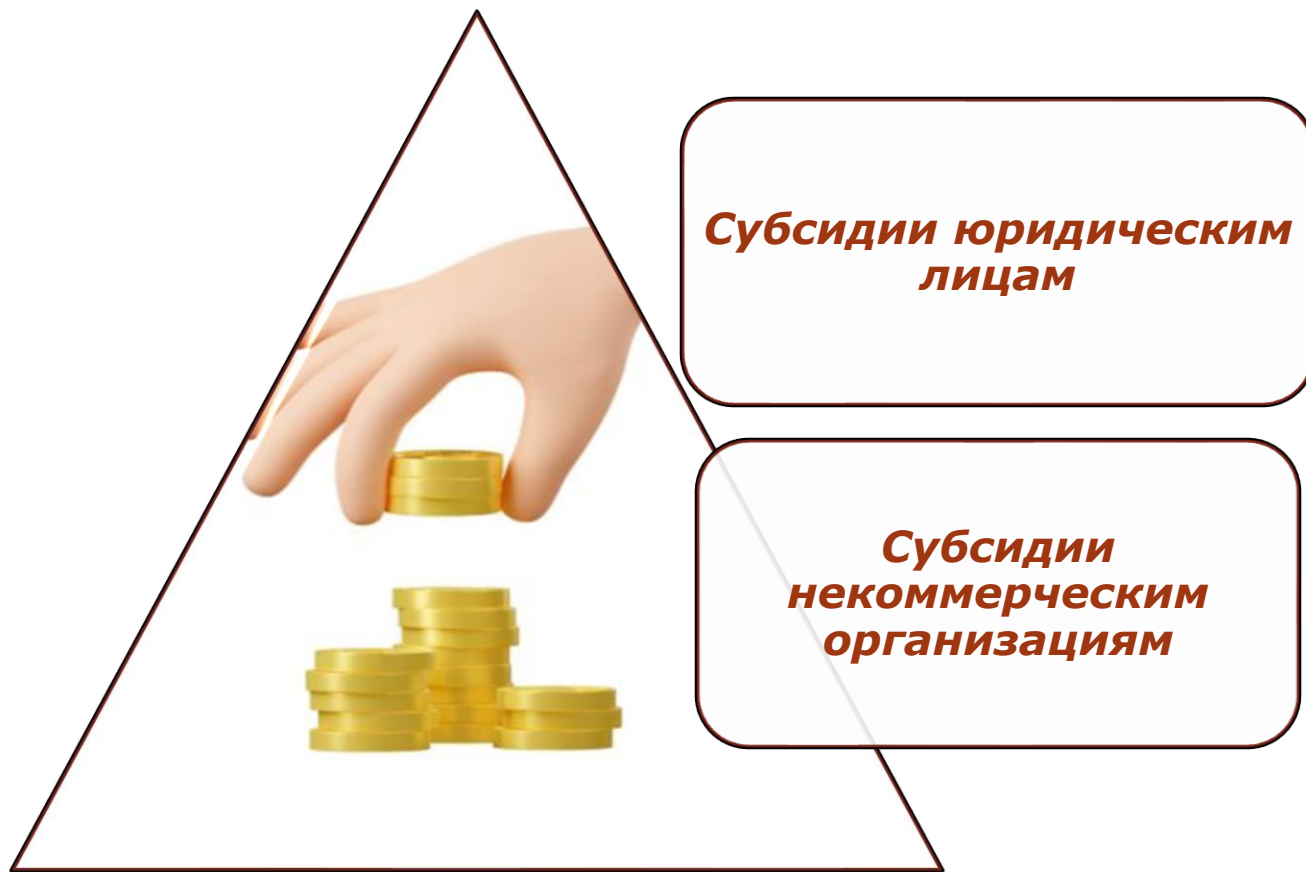 Субсидии юридическим
лицам
Субсидии
некоммерческим
организациям